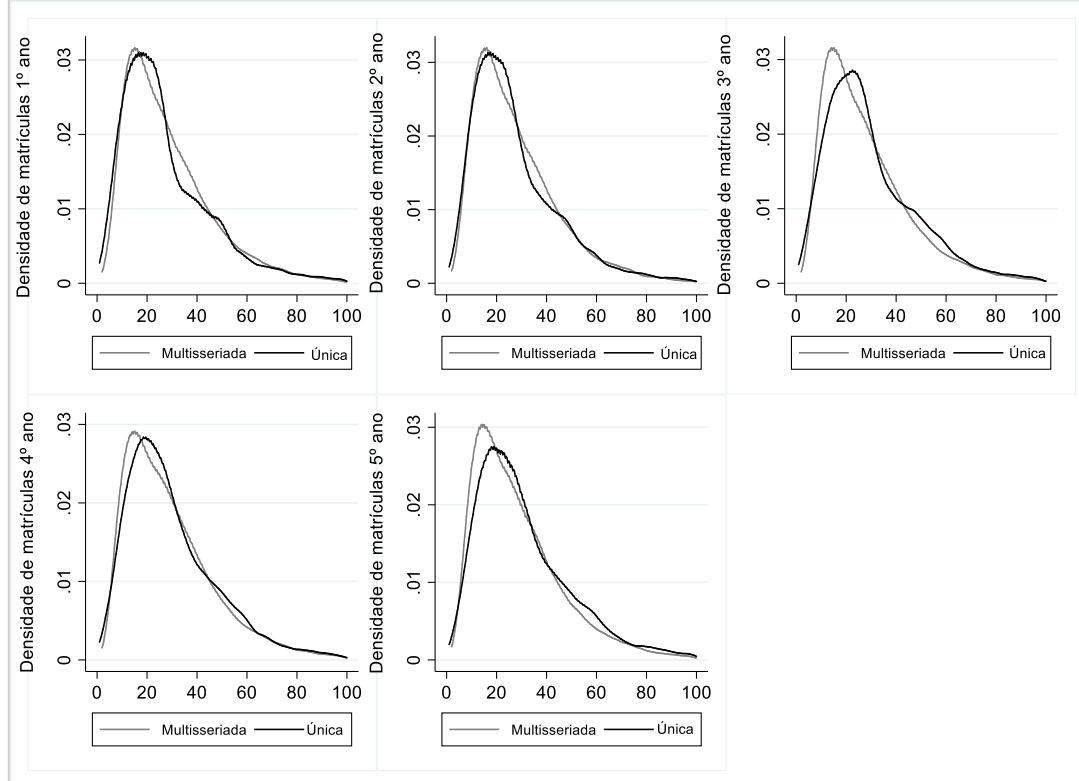 Densidade de matrículas 1º ano
.03
.02
.01
0
0 20 40 60 80 100
Multisseriada Única
Densidade de matrículas 2º ano
.03
.02
.01
0
0 20 40 60 80 100
Multisseriada Única
Densidade de matrículas 3º ano
.03
.02
.01
0
0 20 40 60 80 100
Multisseriada Única
Densidade de matrículas 4º ano
.03
.02
.01
0
0 20 40 60 80 100
Multisseriada Única
Densidade de matrículas 5º ano
.03
.02
.01
0
0 20 40 60 80 100
Multisseriada Única